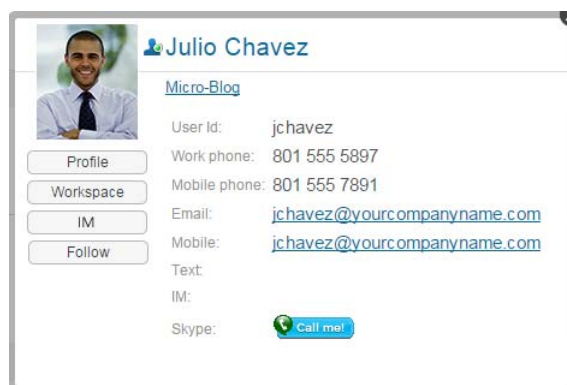 Julio Chavez
Micro-Blog
User Id: jchavez
Work phone: 801 555 5897
Mobile phone: 801 555 7891
Email: jchavez@yourcompanyname.com
Mobile: jchavez@yourcompanyname.com
Text:
IM:
Skype: Call me!
Profile
Workspace
IM
Follow